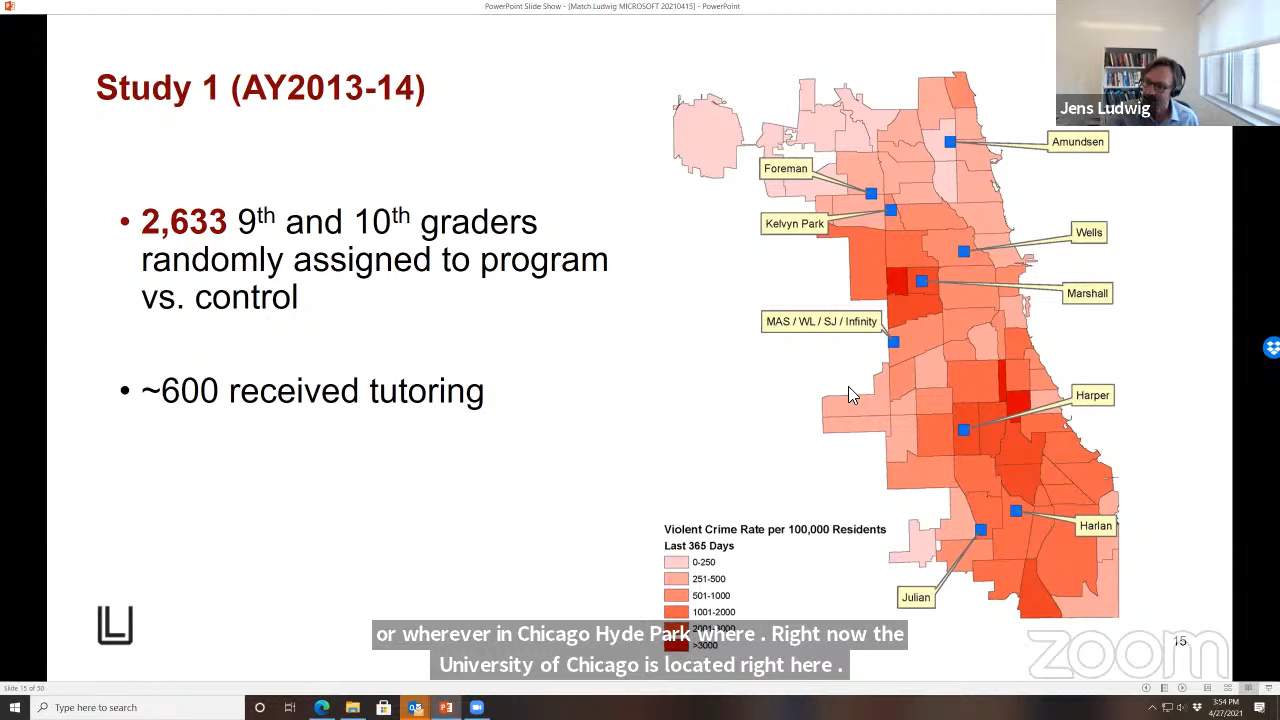 PowerPoint Slide Show - [Match Ludwig MICROSOFT 20210415] - PowerPoint
Study 1 (AY2013-14)
Jens Ludwig
• 2,633 9th and 10th graders
randomly assigned to program
vs. control
• ~600 received tutoring
Amundsen
Foreman
Kelvyn Park
Wells
Marshall
MAS / WL / SJ / Infinity
Harper
Harlan
Julian
Violent Crime Rate per 100,000 Residents
Last 365 Days
0-250
251-500
501-1000
1001-2000
2001-3000
>3000
or wherever in Chicago Hyde Park where . Right now the
University of Chicago is located right here .
zoom
15
Slide 15 of 50
Type here to search
3:54 PM
4/27/2021